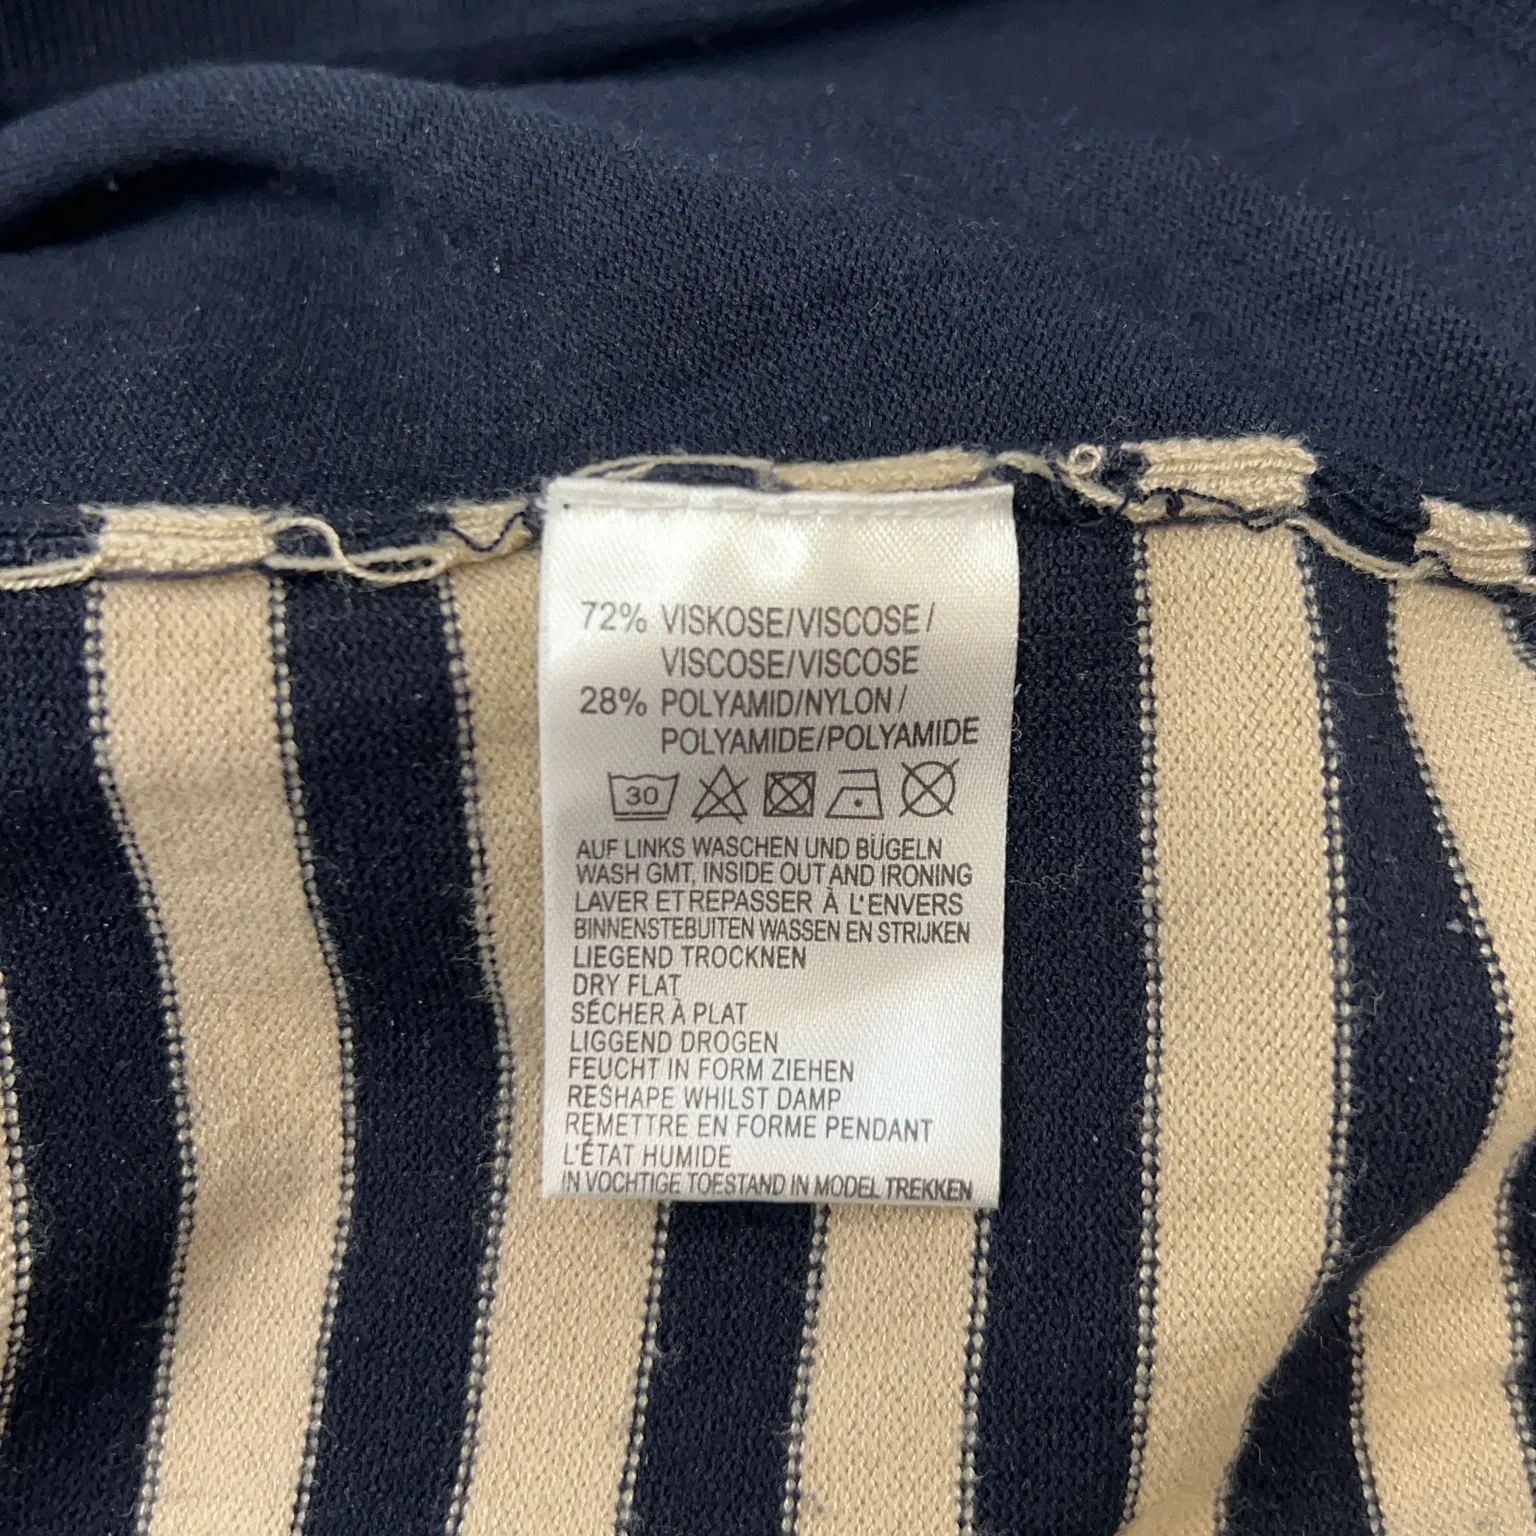 72% VISKOSE/VISCOSE/
VISCOSE/VISCOSE
28% POLYAMID/NYLON/
POLYAMIDE/POLYAMIDE
30
AUF LINKS WASCHEN UND BÜGELN
WASH GMT, INSIDE OUT AND IRONING
LAVER ET REPASSER À L'ENVERS
BINNENSTEBUITEN WASSEN EN STRIJKEN
LIEGEND TROCKNEN
DRY FLAT
SÉCHER À PLAT
LIGGEND DROGEN
FEUCHT IN FORM ZIEHEN
RESHAPE WHILST DAMP
REMETTRE EN FORME PENDANT
L'ÉTAT HUMIDE
IN VOCHTIGE TOESTAND IN MODEL TREKKEN